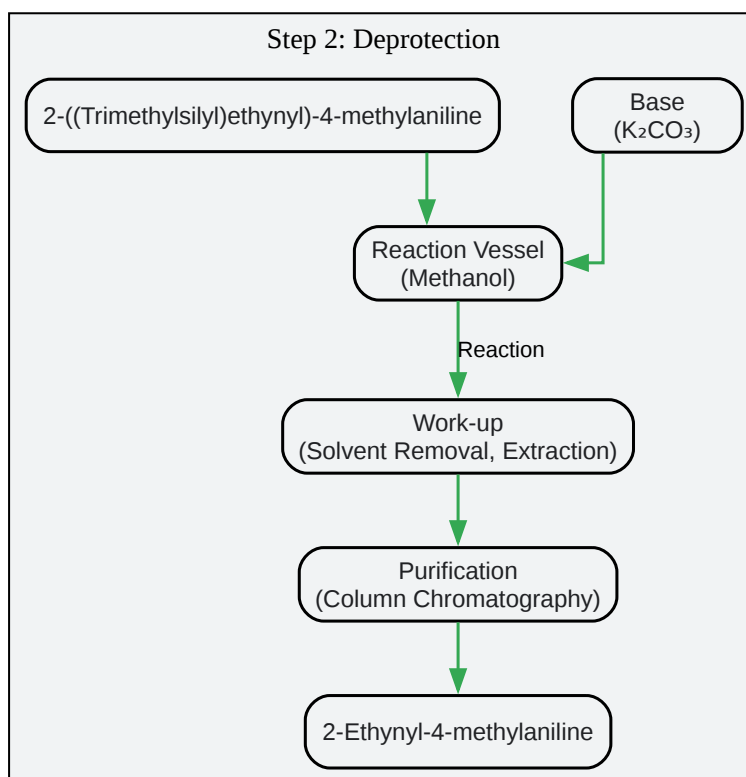 Step 2: Deprotection
2-((Trimethylsilyl)ethynyl)-4-methylaniline
Base
(K₂CO₃)
Reaction Vessel
(Methanol)
Reaction
Work-up
(Solvent Removal, Extraction)
Purification
(Column Chromatography)
2-Ethynyl-4-methylaniline